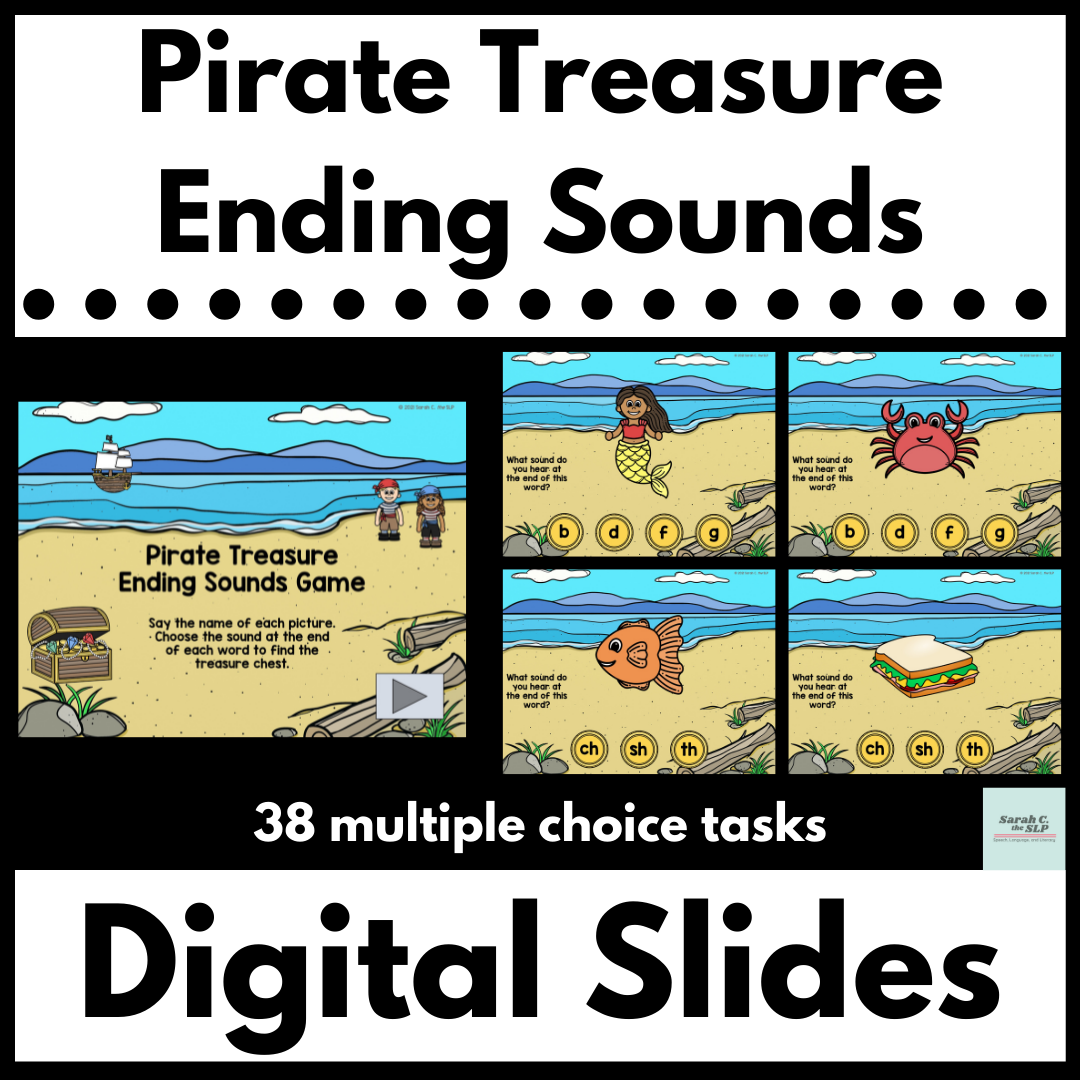 Pirate Treasure
Ending Sounds
© 2021 Sarah C. the SLP
Pirate Treasure
Ending Sounds Game
Say the name of each picture.
Choose the sound at the end
of each word to find the
treasure chest.
What sound do
you hear at
the end of this
word?
b d f g
What sound do
you hear at
the end of this
word?
b d f g
What sound do
you hear at
the end of this
word?
ch sh th
What sound do
you hear at
the end of this
word?
ch sh th
38 multiple choice tasks
Sarah C.
the SLP
Speech, Language, and Literacy
Digital Slides